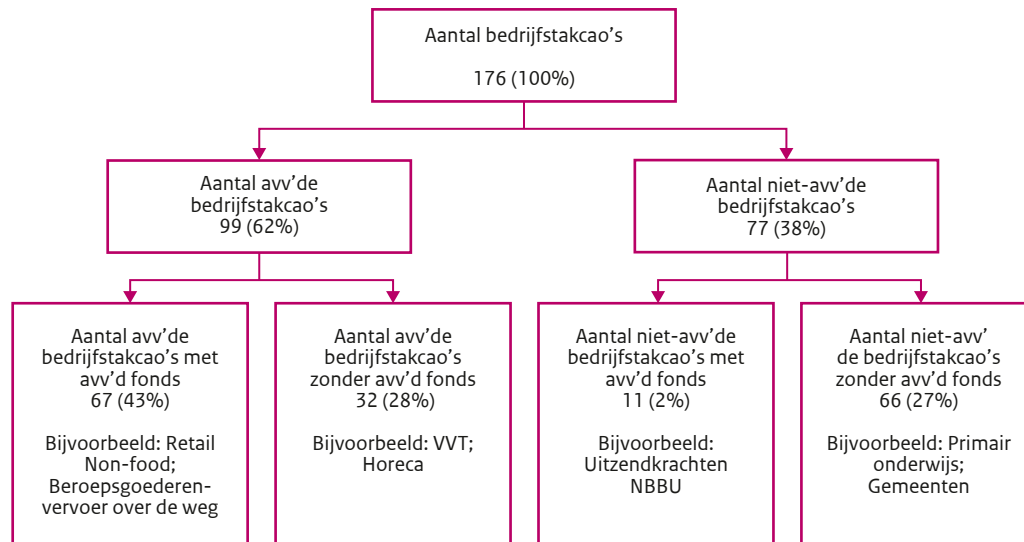 Aantal bedrijfstakcao's
176 (100%)
Aantal avv'de
bedrijfstakcao's
99 (62%)
Aantal niet-avv'de
bedrijfstakcao's
77 (38%)
Aantal avv'de
bedrijfstakcao's met
avv'd fonds
67 (43%)
Bijvoorbeeld: Retail
Non-food;
Beroepsgoederen-
vervoer over de weg
Aantal avv'de
bedrijfstakcao's
zonder avv'd fonds
32 (28%)
Bijvoorbeeld: VVT;
Horeca
Aantal niet-avv'de
bedrijfstakcao's met
avv'd fonds
11 (2%)
Bijvoorbeeld:
Uitzendkrachten
NBBU
Aantal niet-avv'
de bedrijfstakcao's
zonder avv'd fonds
66 (27%)
Bijvoorbeeld: Primair
onderwijs;
Gemeenten